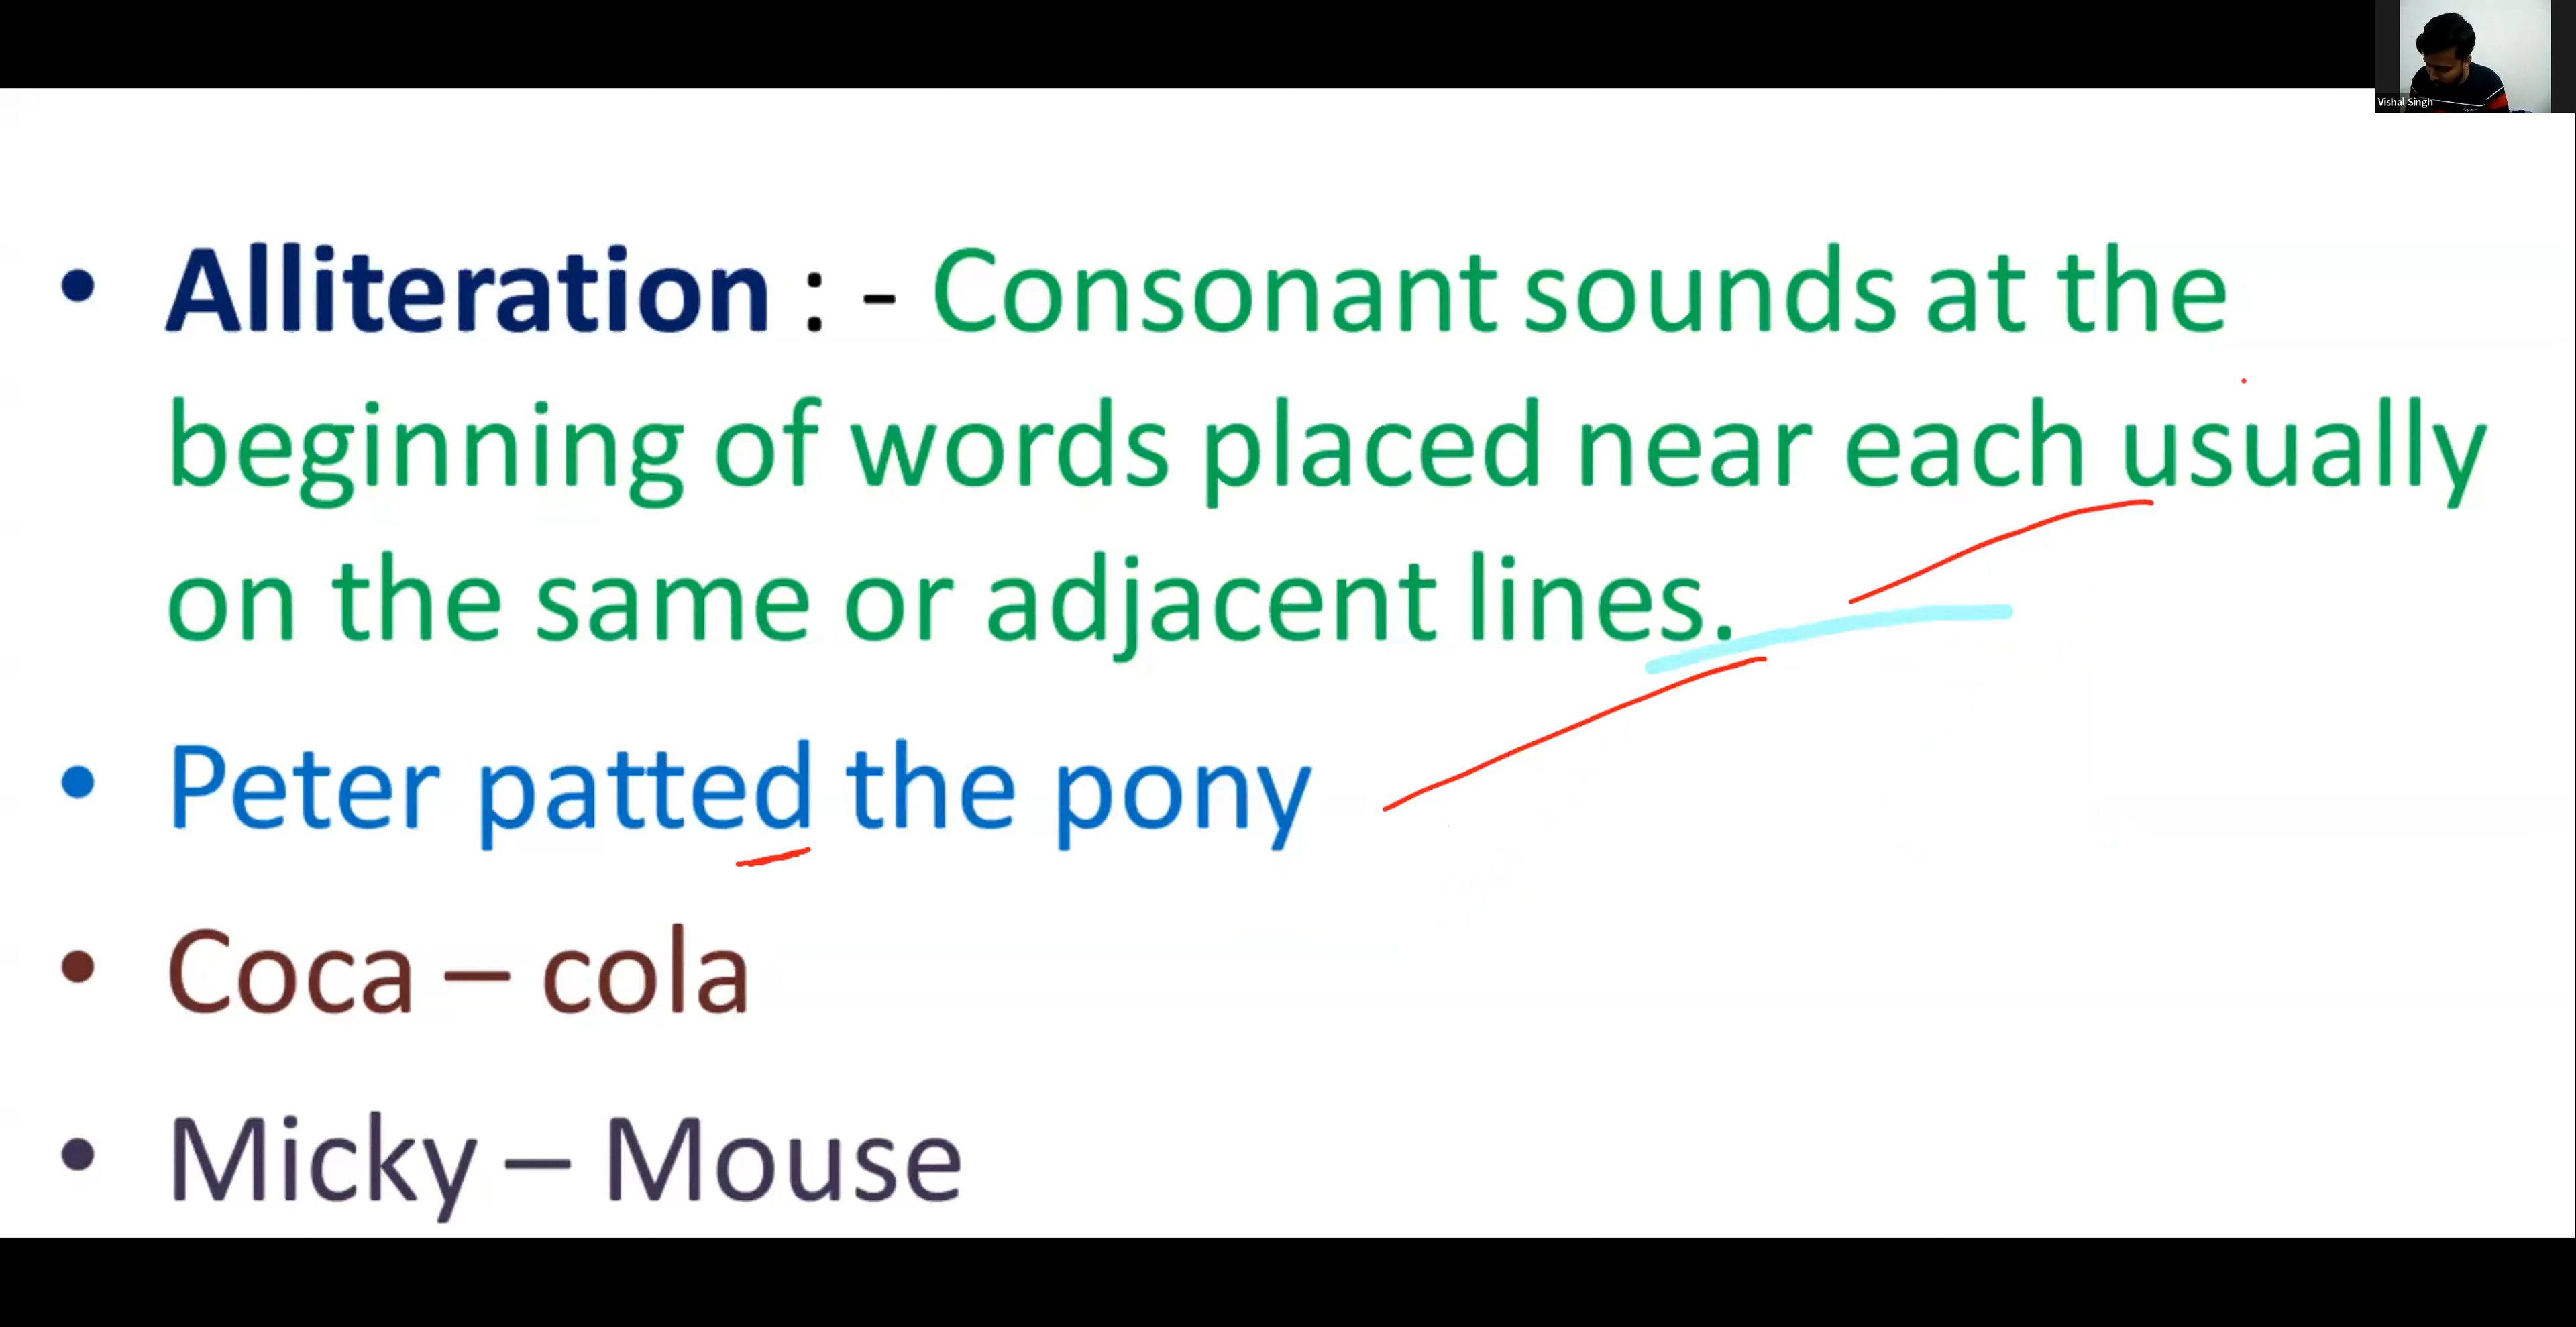 Vishal Singh
• Alliteration : - Consonant sounds at the
beginning of words placed near each usually
on the same or adjacent lines.
• Peter patted the pony
• Coca – cola
• Micky – Mouse